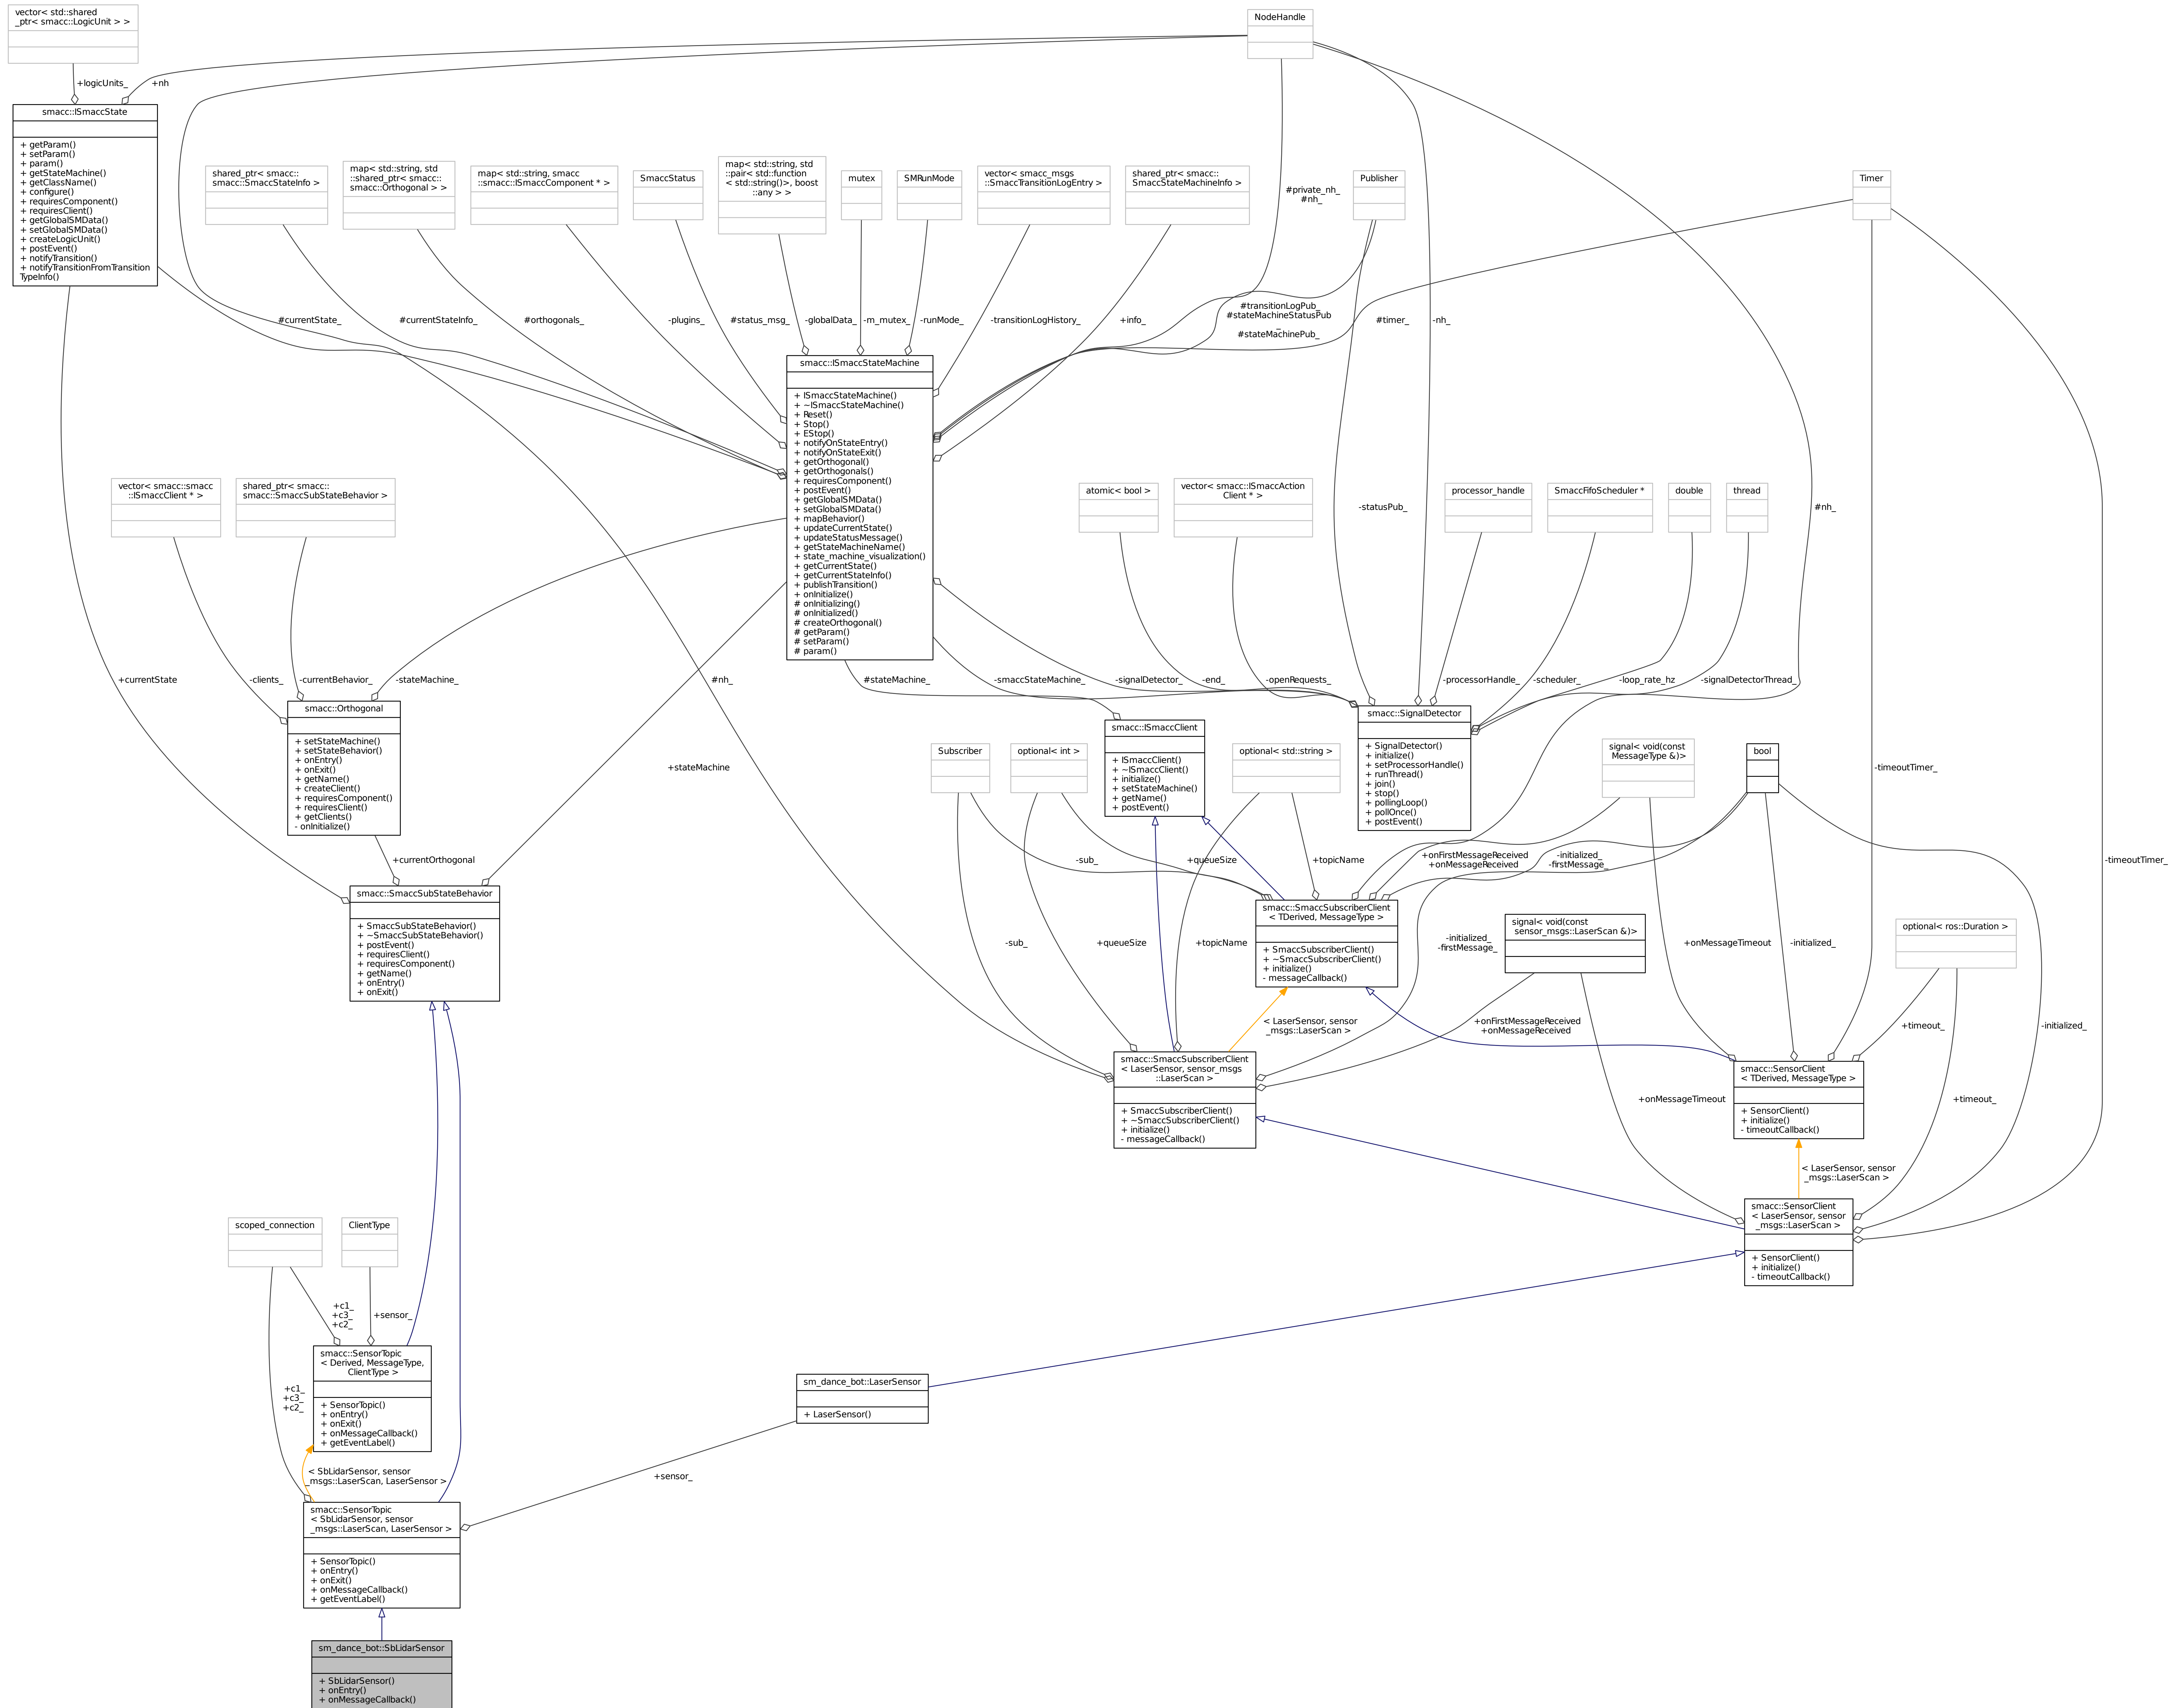 vector< std::shared
_ptr< smacc::LogicUnit > >
NodeHandle
+logicUnits_
+nh
smacc::ISmaccState
+ getParam()
+ setParam()
+ param()
+ getStateMachine()
+ getClassName()
+ configure()
+ requiresComponent()
+ requiresClient()
+ getGlobalSMData()
+ setGlobalSMData()
+ createLogicUnit()
+ postEvent()
+ notifyTransition()
+ notifyTransitionFromTransition
TypeInfo()
shared_ptr< smacc::
smacc::SmaccStateInfo >
map< std::string, std
::shared_ptr< smacc::
smacc::Orthogonal > >
map< std::string, smacc
::smacc::ISmaccComponent * >
SmaccStatus
map< std::string, std
::pair< std::function
< std::string()>, boost
::any > >
mutex
SMRunMode
vector< smacc_msgs
::SmaccTransitionLogEntry >
shared_ptr< smacc::
SmaccStateMachineInfo >
#private_nh_
#nh_
Publisher
Timer
#currentState_
#currentStateInfo_
#orthogonals_
-plugins_
#status_msg_
-globalData_
-m_mutex_
-runMode_
-transitionLogHistory_
+info_
#transitionLogPub_
#stateMachineStatusPub
_
#stateMachinePub_
#timer_
-nh_
smacc::ISmaccStateMachine
+ ISmaccStateMachine()
+ ~ISmaccStateMachine()
+ Reset()
+ Stop()
+ EStop()
+ notifyOnStateEntry()
+ notifyOnStateExit()
+ getOrthogonal()
+ getOrthogonals()
+ requiresComponent()
+ postEvent()
+ getGlobalSMData()
+ setGlobalSMData()
+ mapBehavior()
+ updateCurrentState()
+ updateStatusMessage()
+ getStateMachineName()
+ state_machine_visualization()
+ getCurrentState()
+ getCurrentStateInfo()
+ publishTransition()
+ onInitialize()
# onInitializing()
# onInitialized()
# createOrthogonal()
# getParam()
# setParam()
# param()
vector< smacc::smacc
::ISmaccClient * >
shared_ptr< smacc::
smacc::SmaccSubStateBehavior >
atomic< bool >
vector< smacc::ISmaccAction
Client * >
-statusPub_
processor_handle
SmaccFifoScheduler *
double
thread
#nh_
+currentState
-clients_
-currentBehavior_
-stateMachine_
#nh_
#stateMachine_
-smaccStateMachine_
-signalDetector_
-end_
-openRequests_
-processorHandle_
-scheduler_
-loop_rate_hz
-signalDetectorThread_
smacc::Orthogonal
+ setStateMachine()
+ setStateBehavior()
+ onEntry()
+ onExit()
+ getName()
+ createClient()
+ requiresComponent()
+ requiresClient()
+ getClients()
- onInitialize()
+stateMachine
smacc::ISmaccClient
+ ISmaccClient()
+ ~ISmaccClient()
+ initialize()
+ setStateMachine()
+ getName()
+ postEvent()
smacc::SignalDetector
+ SignalDetector()
+ initialize()
+ setProcessorHandle()
+ runThread()
+ join()
+ stop()
+ pollingLoop()
+ pollOnce()
+ postEvent()
Subscriber
optional< int >
optional< std::string >
signal< void(const
MessageType &)>
bool
-timeoutTimer_
+currentOrthogonal
-sub_
+queueSize
+topicName
+onFirstMessageReceived
+onMessageReceived
-initialized_
-firstMessage_
-timeoutTimer_
smacc::SmaccSubStateBehavior
+ SmaccSubStateBehavior()
+ ~SmaccSubStateBehavior()
+ postEvent()
+ requiresClient()
+ requiresComponent()
+ getName()
+ onEntry()
+ onExit()
smacc::SmaccSubscriberClient
< TDerived, MessageType >
+ SmaccSubscriberClient()
+ ~SmaccSubscriberClient()
+ initialize()
- messageCallback()
-sub_
+queueSize
+topicName
-initialized_
-firstMessage_
signal< void(const
sensor_msgs::LaserScan &)>
+onMessageTimeout
-initialized_
optional< ros::Duration >
< LaserSensor, sensor
_msgs::LaserScan >
+onFirstMessageReceived
+onMessageReceived
+timeout_
-initialized_
smacc::SmaccSubscriberClient
< LaserSensor, sensor_msgs
::LaserScan >
+ SmaccSubscriberClient()
+ ~SmaccSubscriberClient()
+ initialize()
- messageCallback()
smacc::SensorClient
< TDerived, MessageType >
+ SensorClient()
+ initialize()
- timeoutCallback()
+onMessageTimeout
+timeout_
< LaserSensor, sensor
_msgs::LaserScan >
smacc::SensorClient
< LaserSensor, sensor
_msgs::LaserScan >
+ SensorClient()
+ initialize()
- timeoutCallback()
scoped_connection
ClientType
+c1_
+c3_
+c2_
+sensor_
smacc::SensorTopic
< Derived, MessageType,
ClientType >
+ SensorTopic()
+ onEntry()
+ onExit()
+ onMessageCallback()
+ getEventLabel()
+c1_
+c3_
+c2_
sm_dance_bot::LaserSensor
+ LaserSensor()
< SbLidarSensor, sensor
_msgs::LaserScan, LaserSensor >
+sensor_
smacc::SensorTopic
< SbLidarSensor, sensor
_msgs::LaserScan, LaserSensor >
+ SensorTopic()
+ onEntry()
+ onExit()
+ onMessageCallback()
+ getEventLabel()
sm_dance_bot::SbLidarSensor
+ SbLidarSensor()
+ onEntry()
+ onMessageCallback()